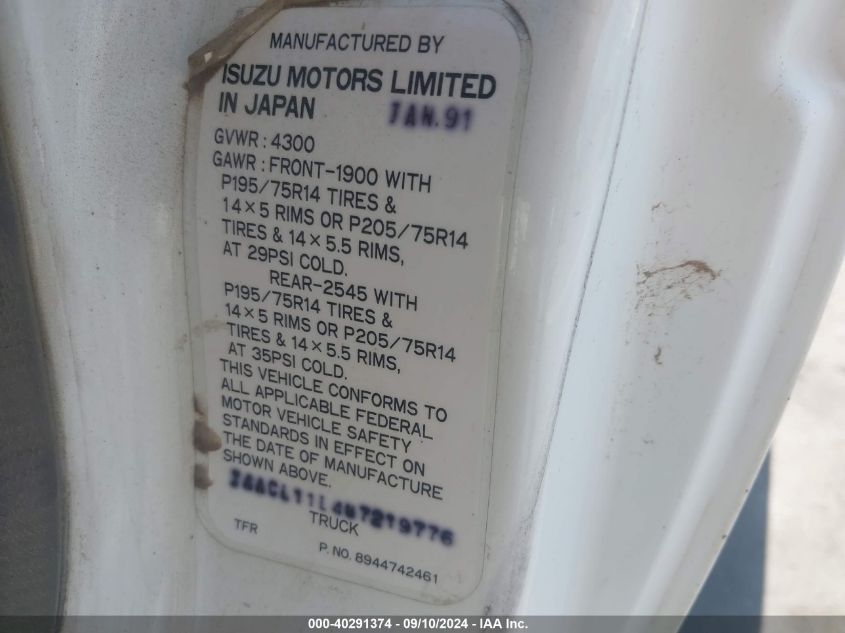 MANUFACTURED BY
ISUZU MOTORS LIMITED
IN JAPAN JAN.91
GVWR : 4300
GAWR : FRONT-1900 WITH
P195/75R14 TIRES &
14×5 RIMS OR P205/75R14
TIRES & 14×5.5 RIMS,
AT 29PSI COLD.
REAR-2545 WITH
P195/75R14 TIRES &
14×5 RIMS OR P205/75R14
TIRES & 14×5.5 RIMS,
AT 35PSI COLD.
THIS VEHICLE CONFORMS TO
ALL APPLICABLE FEDERAL
MOTOR VEHICLE SAFETY
STANDARDS IN EFFECT ON
THE DATE OF MANUFACTURE
SHOWN ABOVE.
TRUCK
TFR
P. NO. 8944742461
000-40291374 - 09/10/2024 - IAA Inc.